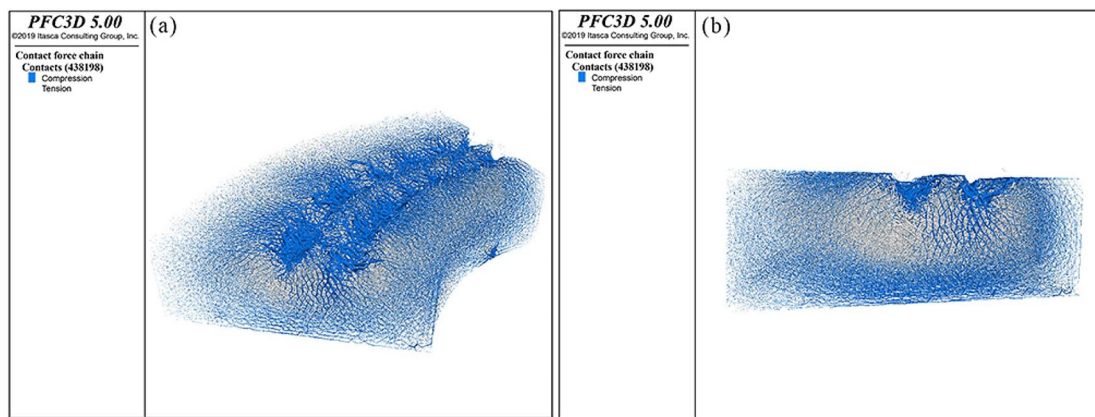 PFC3D 5.00
©2019 Itasca Consulting Group, Inc.
Contact force chain
Contacts (438198)
Compression
Tension
(a)
PFC3D 5.00
©2019 Itasca Consulting Group, Inc.
Contact force chain
Contacts (438198)
Compression
Tension
(b)